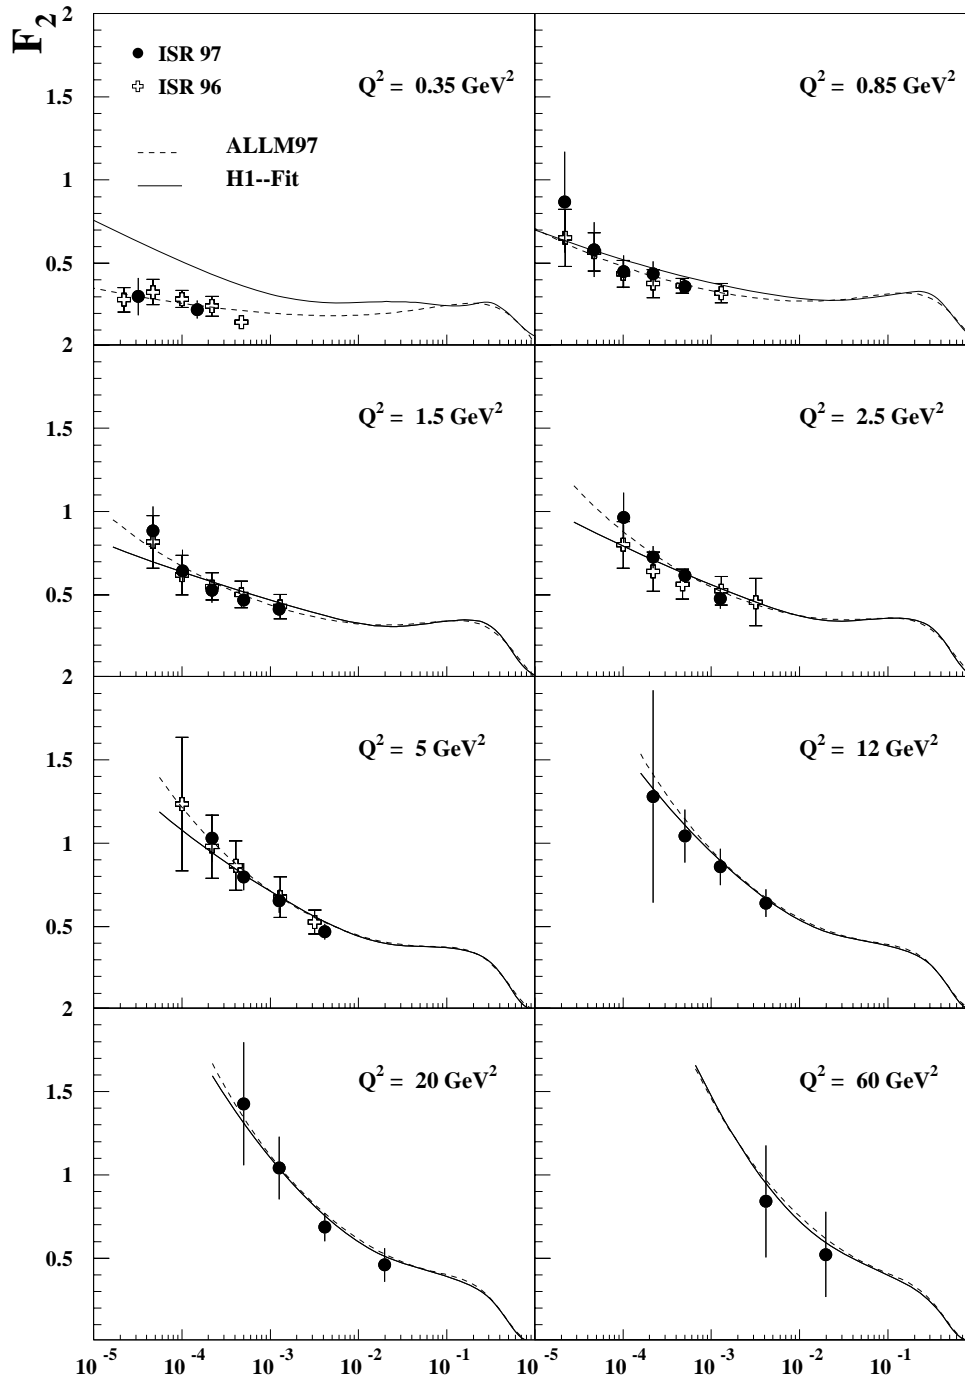 F₂
2
ISR 97
ISR 96
Q² = 0.35 GeV²
Q² = 0.85 GeV²
1.5
ALLM97
H1--Fit
1
0.5
2
Q² = 1.5 GeV²
Q² = 2.5 GeV²
1.5
1
0.5
2
Q² = 5 GeV²
Q² = 12 GeV²
1.5
1
0.5
2
Q² = 20 GeV²
Q² = 60 GeV²
1.5
1
0.5
10⁻⁵ 10⁻⁴ 10⁻³ 10⁻² 10⁻¹ 10⁻⁵ 10⁻⁴ 10⁻³ 10⁻² 10⁻¹